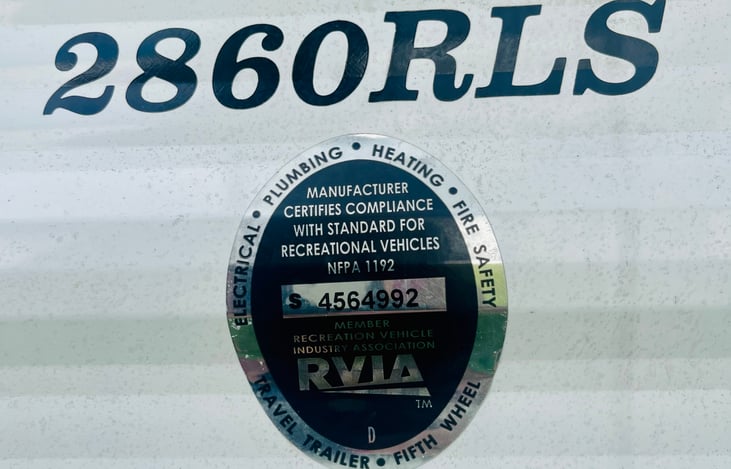 2860RLS
ELECTRICAL • PLUMBING • HEATING • FIRE SAFETY
MANUFACTURER
CERTIFIES COMPLIANCE
WITH STANDARD FOR
RECREATIONAL VEHICLES
NFPA 1192
S 4564992
MEMBER
RECREATION VEHICLE
INDUSTRY ASSOCIATION
RVIA
TM
D
TRAVEL TRAILER • FIFTH WHEEL